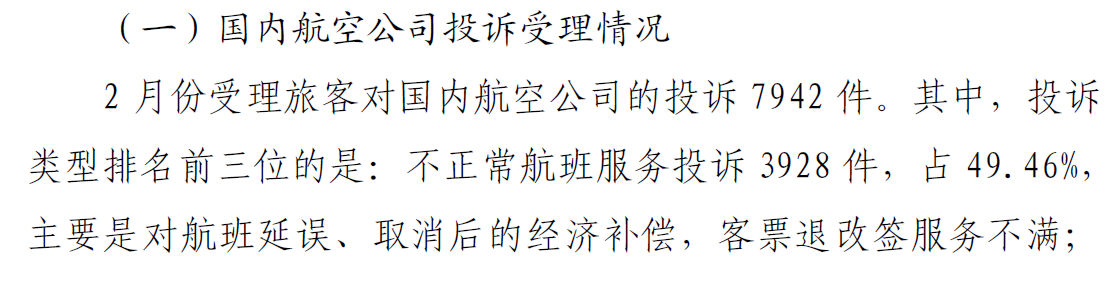 （一）国内航空公司投诉受理情况
2 月份受理旅客对国内航空公司的投诉 7942 件。其中，投诉
类型排名前三位的是：不正常航班服务投诉 3928 件，占 49.46%，
主要是对航班延误、取消后的经济补偿，客票退改签服务不满；